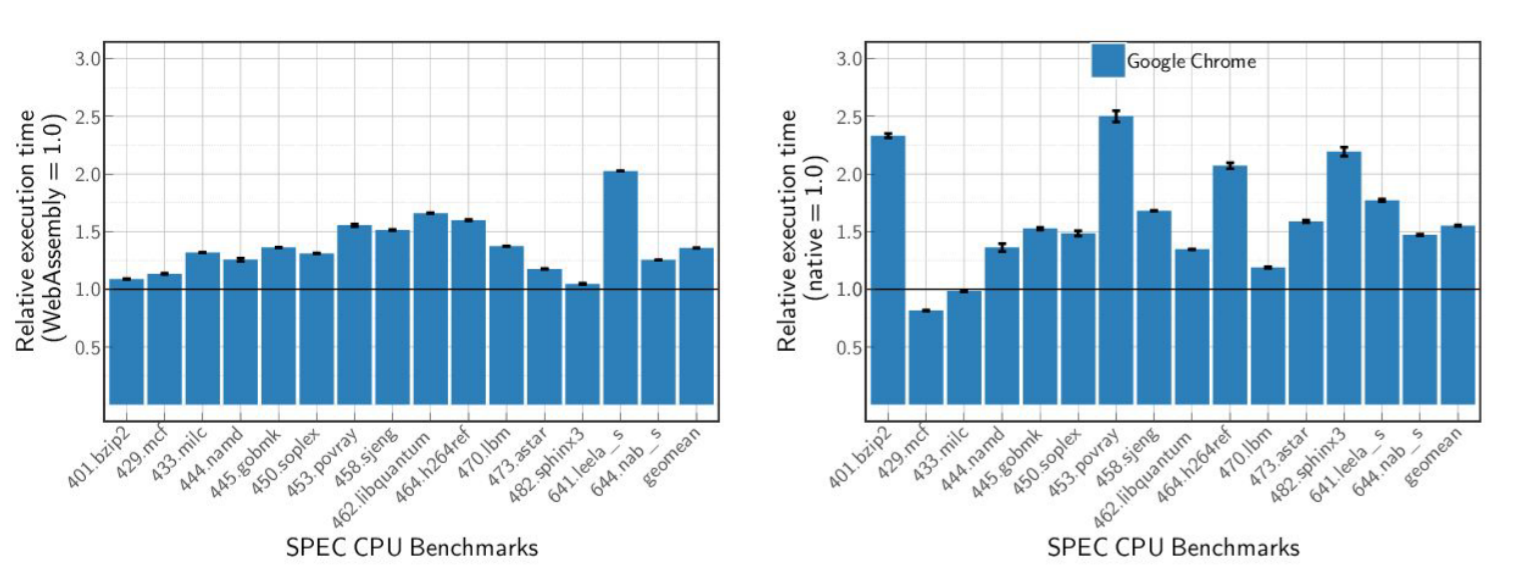 3.0
2.5
2.0
1.5
1.0
0.5
Relative execution time
(WebAssembly = 1.0)
401.bzip2
429.mcf
433.milc
444.namd
445.gobmk
450.soplex
453.povray
458.sjeng
462.libquantum
464.h264ref
470.lbm
473.astar
482.sphinx3
641.leela_s
644.nab_s
geomean
SPEC CPU Benchmarks
Google Chrome
3.0
2.5
2.0
1.5
1.0
0.5
Relative execution time
(native = 1.0)
401.bzip2
429.mcf
433.milc
444.namd
445.gobmk
450.soplex
453.povray
458.sjeng
462.libquantum
464.h264ref
470.lbm
473.astar
482.sphinx3
641.leela_s
644.nab_s
geomean
SPEC CPU Benchmarks